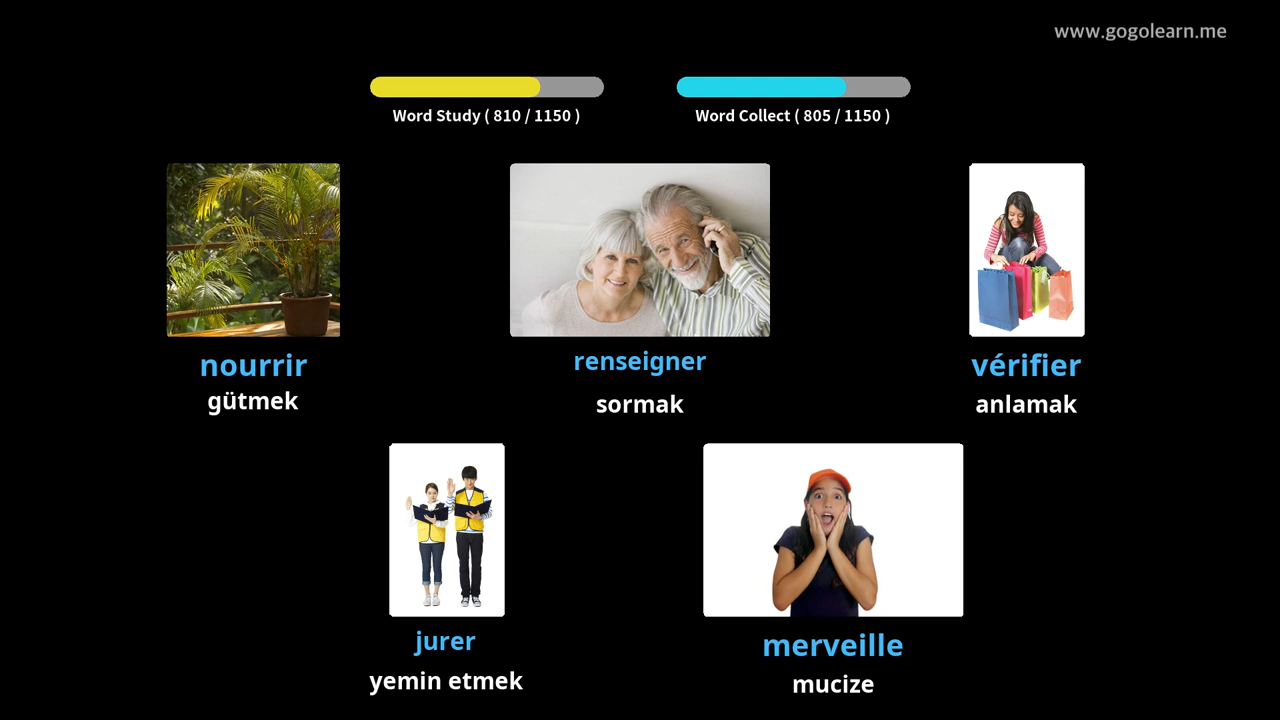 www.gogolearn.me
Word Study ( 810 / 1150 )
Word Collect ( 805 / 1150 )
nourrir
gütmek
renseigner
sormak
vérifier
anlamak
jurer
yemin etmek
merveille
mucize